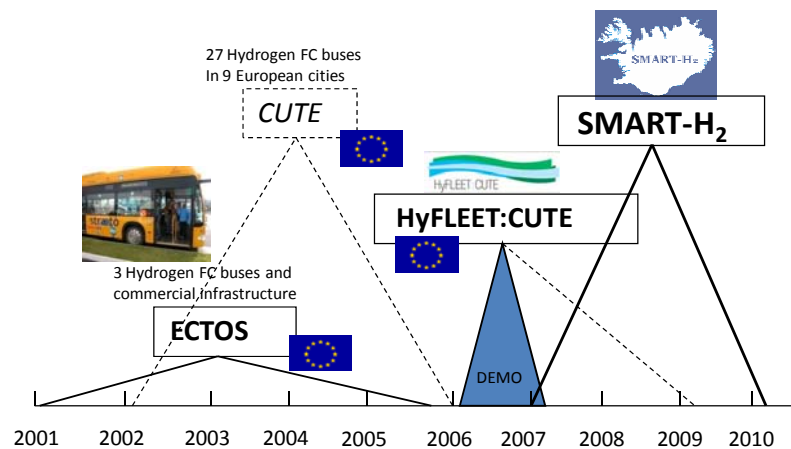 27 Hydrogen FC buses
In 9 European cities
CUTE
SMART-H₂
SMART-H₂
HyFLEET:CUTE
HyFLEET:CUTE
strætó
3 Hydrogen FC buses and
commercial infrastructure
ECTOS
DEMO
2001 2002 2003 2004 2005 2006 2007 2008 2009 2010